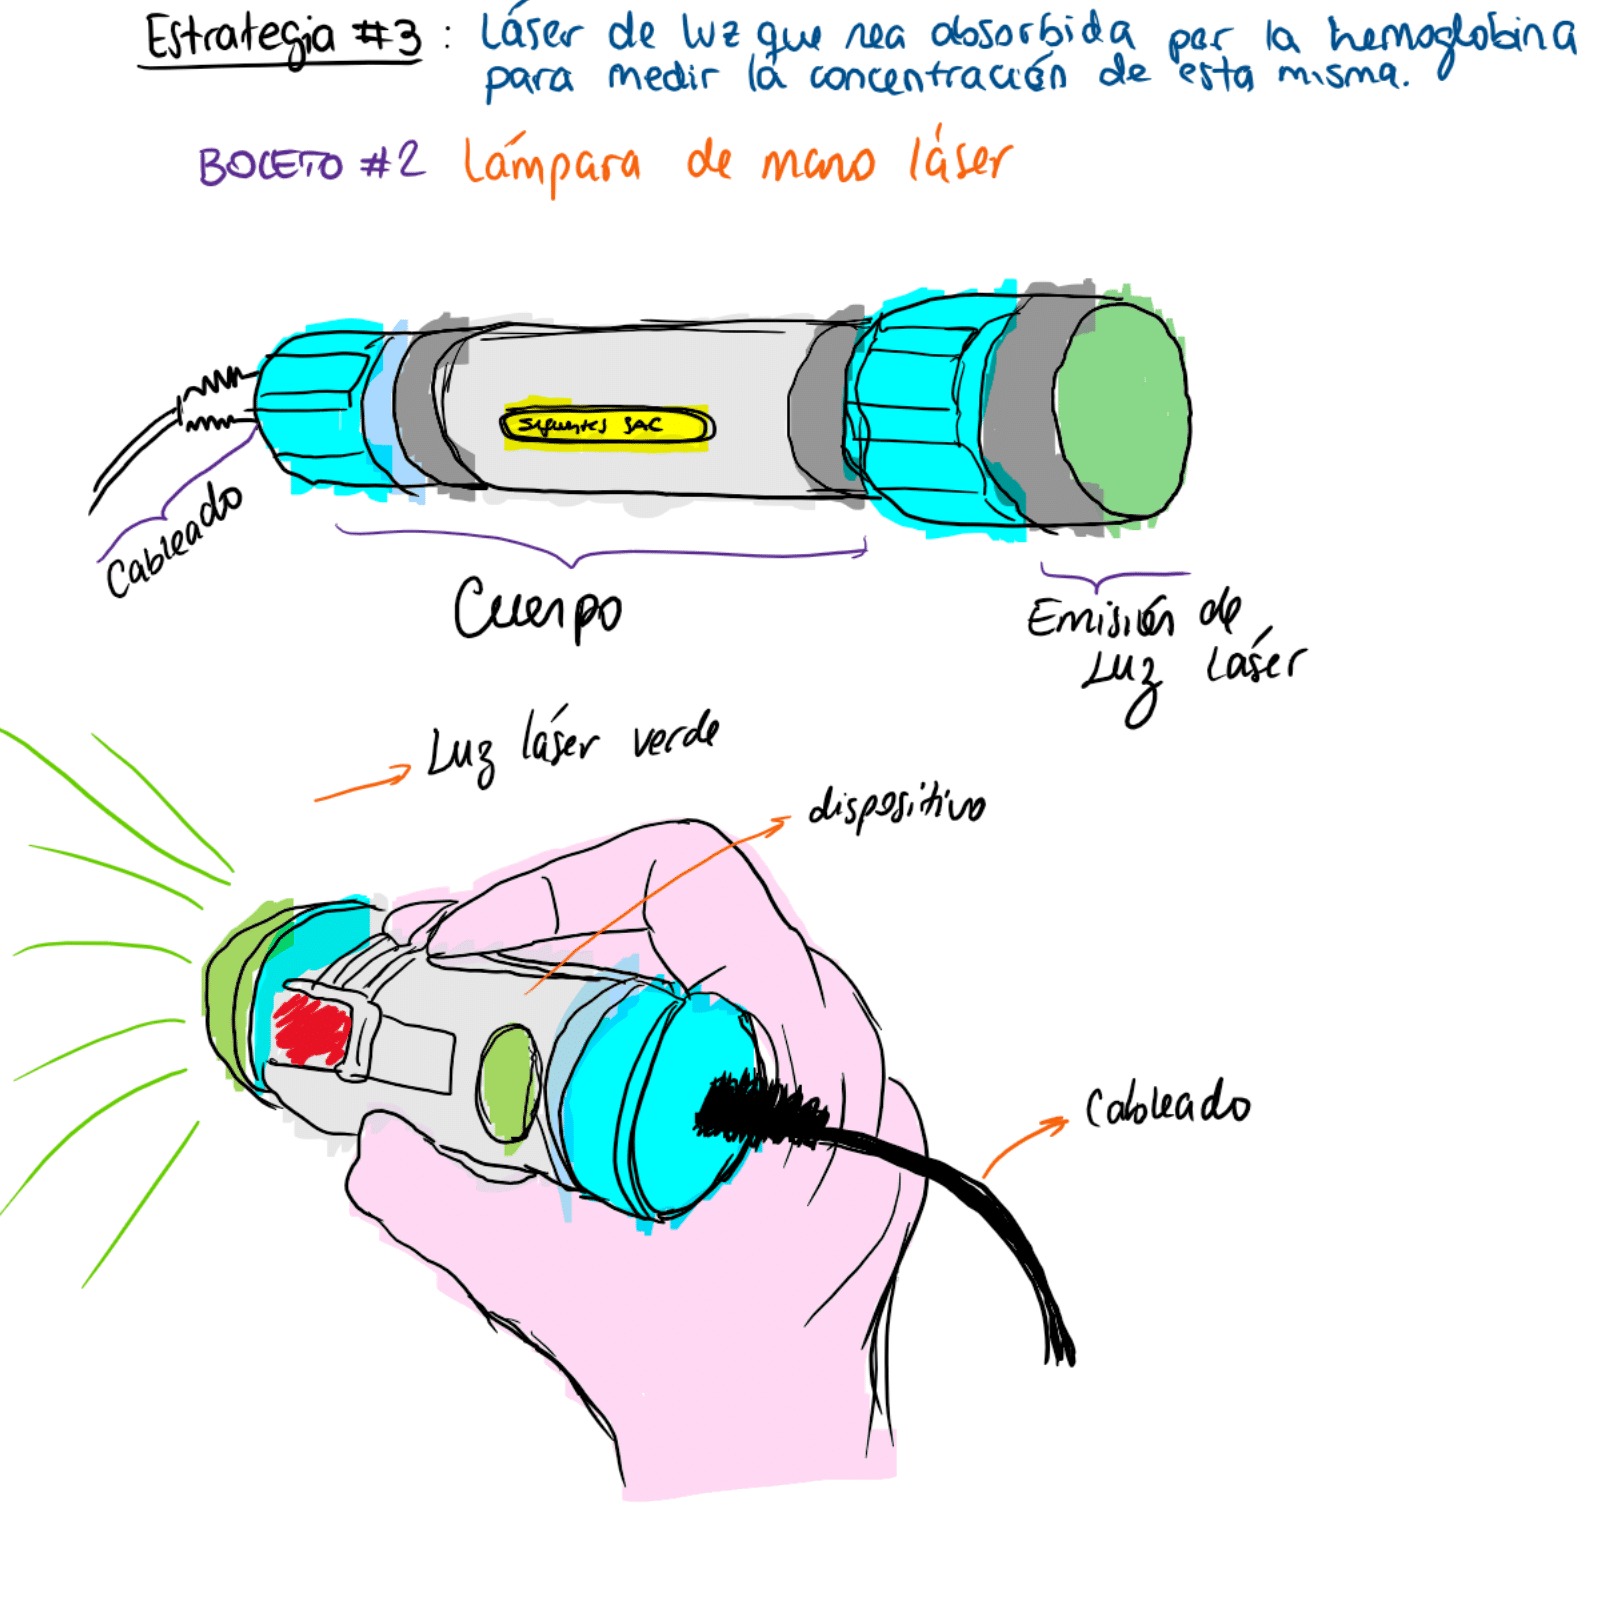 Estrategia #3 : Láser de luz que sea absorbida por la hemoglobina
para medir la concentración de esta misma.
BOCETO #2 Lámpara de mano láser
SAC
Cableado
Cuerpo
Emisión de
Luz láser
Luz láser verde
dispositivo
Cableado